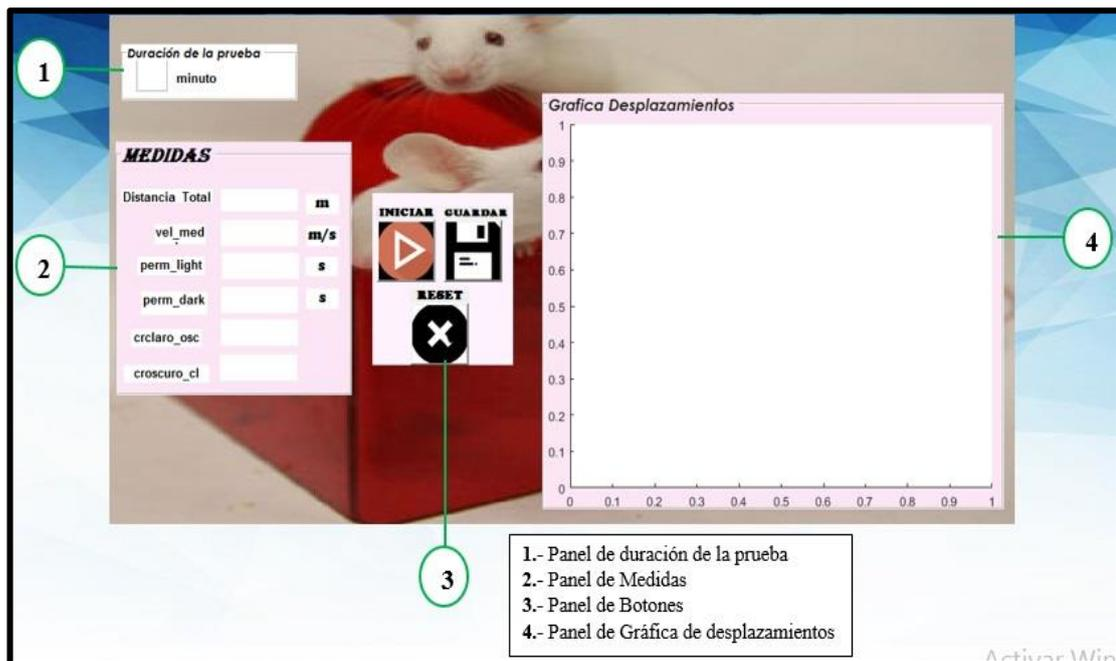 Duración de la prueba
1
minuto
MEDIDAS
Distancia Total
m
vel_med
m/s
perm_light
s
perm_dark
s
crclaro_osc
croscuro_cl
2
INICIAR GUARDAR
RESET
3
Grafica Desplazamientos
1
0.9
0.8
0.7
0.6
0.5
0.4
0.3
0.2
0.1
0
0 0.1 0.2 0.3 0.4 0.5 0.6 0.7 0.8 0.9 1
4
1.- Panel de duración de la prueba
2.- Panel de Medidas
3.- Panel de Botones
4.- Panel de Gráfica de desplazamientos
Activar Win